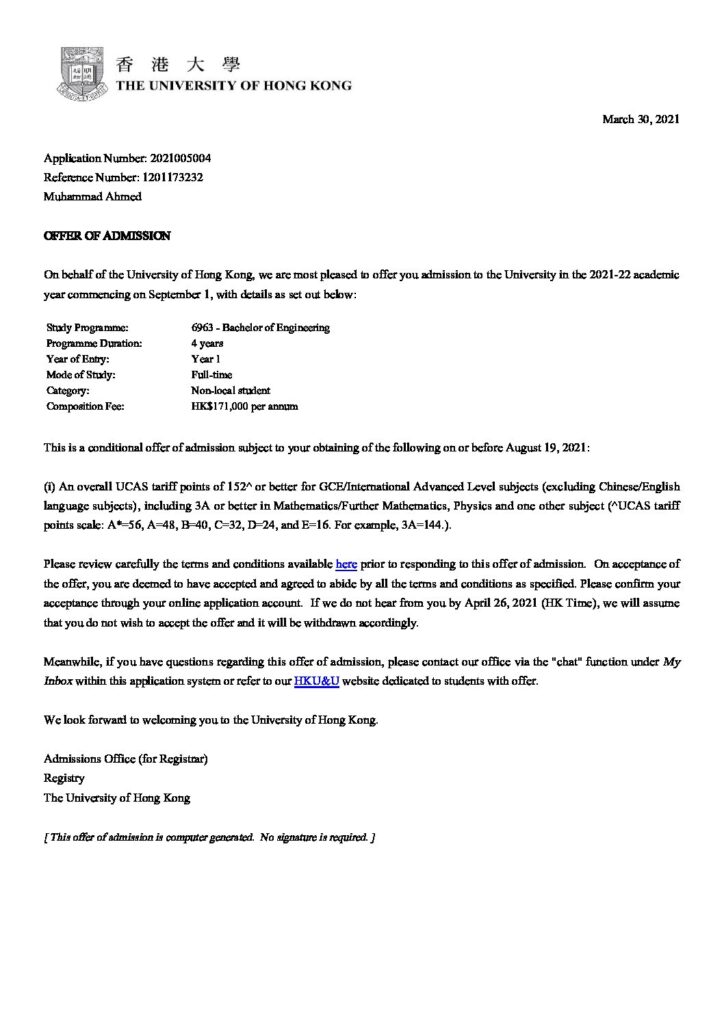 香港大學
THE UNIVERSITY OF HONG KONG
March 30, 2021
Application Number: 2021005004
Reference Number: 1201173232
Muhammad Ahmed
OFFER OF ADMISSION
On behalf of the University of Hong Kong, we are most pleased to offer you admission to the University in the 2021-22 academic
year commencing on September 1, with details as set out below:
Study Programme: 6963 - Bachelor of Engineering
Programme Duration: 4 years
Year of Entry: Year 1
Mode of Study: Full-time
Category: Non-local student
Composition Fee: HK$171,000 per annum
This is a conditional offer of admission subject to your obtaining of the following on or before August 19, 2021:
(i) An overall UCAS tariff points of 152^ or better for GCE/International Advanced Level subjects (excluding Chinese/English
language subjects), including 3A or better in Mathematics/Further Mathematics, Physics and one other subject (^UCAS tariff
points scale: A*=56, A=48, B=40, C=32, D=24, and E=16. For example, 3A=144.).
Please review carefully the terms and conditions available here prior to responding to this offer of admission. On acceptance of
the offer, you are deemed to have accepted and agreed to abide by all the terms and conditions as specified. Please confirm your
acceptance through your online application account. If we do not hear from you by April 26, 2021 (HK Time), we will assume
that you do not wish to accept the offer and it will be withdrawn accordingly.
Meanwhile, if you have questions regarding this offer of admission, please contact our office via the "chat" function under My
Inbox within this application system or refer to our HKU&U website dedicated to students with offer.
We look forward to welcoming you to the University of Hong Kong.
Admissions Office (for Registrar)
Registry
The University of Hong Kong
[ This offer of admission is computer generated. No signature is required. ]